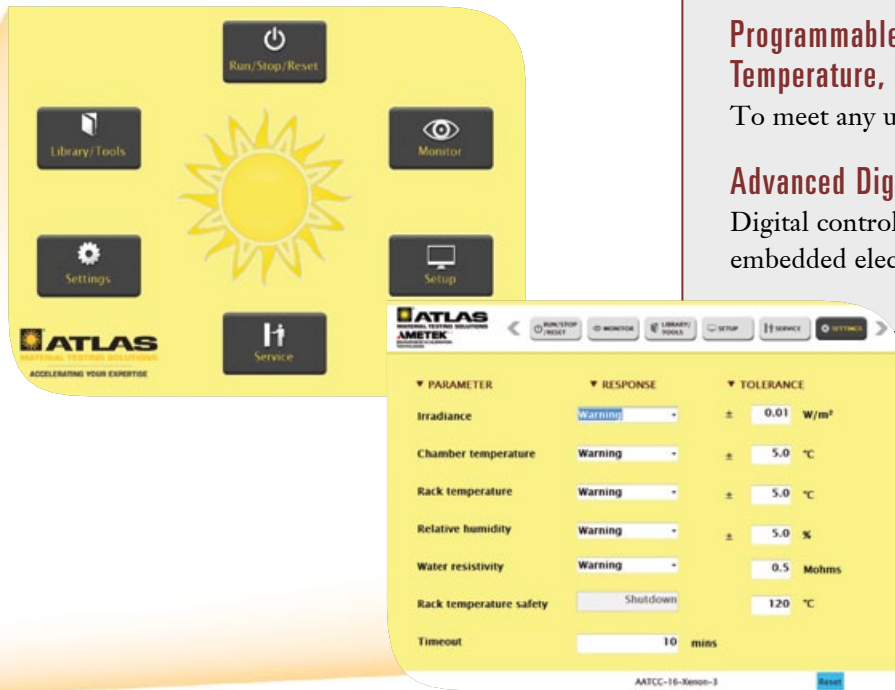 Run/Stop/Reset
Library/Tools
Monitor
Settings
Setup
Service
ATLAS
MATERIAL TESTING SOLUTIONS
ACCELERATING YOUR EXPERTISE
Programmable
Temperature,
To meet any u
Advanced Dig
Digital control
embedded elec
ATLAS
MATERIAL TESTING SOLUTIONS
AMETEK
RUN/STOP
/RESET
MONITOR
LIBRARY/
TOOLS
SETUP
SERVICE
SETTINGS
PARAMETER RESPONSE TOLERANCE
Irradiance Warning ± 0.01 W/m²
Chamber temperature Warning ± 5.0 °C
Rack temperature Warning ± 5.0 °C
Relative humidity Warning ± 5.0 %
Water resistivity Warning 0.5 Mohms
Rack temperature safety Shutdown 120 °C
Timeout 10 mins
AATCC-16-Xenon-3 Reset